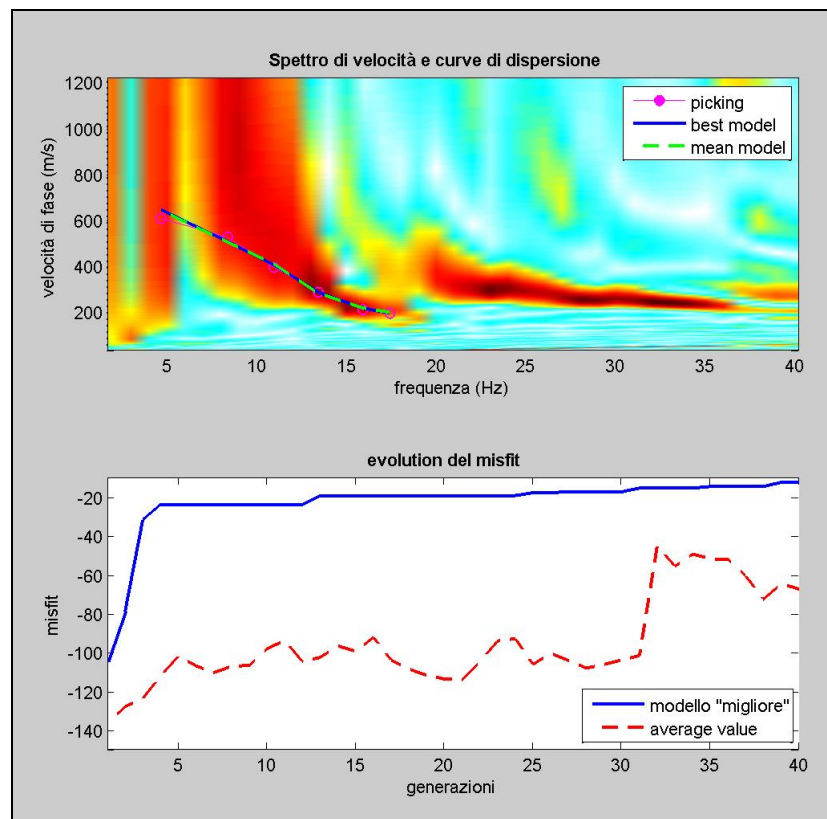 Spettro di velocità e curve di dispersione
1200
1000
800
600
400
200
velocità di fase (m/s)
picking
best model
mean model
5 10 15 20 25 30 35 40
frequenza (Hz)
evolution del misfit
-20
-40
-60
-80
-100
-120
-140
misfit
modello "migliore"
average value
5 10 15 20 25 30 35 40
generazioni